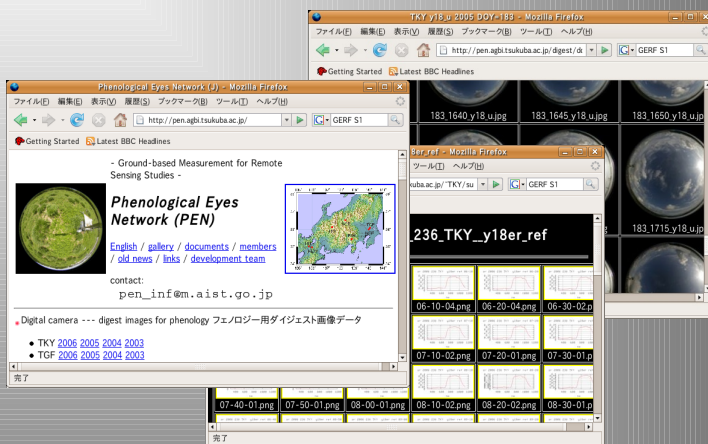 TKY y18_u 2005 DOY=183 - Mozilla Firefox
ファイル(F) 編集(E) 表示(V) 履歴(S) ブックマーク(B) ツール(T) ヘルプ(H)
http://pen.agbi.tsukuba.ac.jp/digest/de
GERF S1
Getting Started Latest BBC Headlines
183_1640_y18_u.jpg 183_1645_y18_u.jpg 183_1650_y18_u.jp
183_1715_y18_u.jp
Phenological Eyes Network (J) - Mozilla Firefox
ファイル(F) 編集(E) 表示(V) 履歴(S) ブックマーク(B) ツール(T) ヘルプ(H)
http://pen.agbi.tsukuba.ac.jp/
GERF S1
Getting Started Latest BBC Headlines
- Ground-based Measurement for Remote
Sensing Studies -
Phenological Eyes
Network (PEN)
English / gallery / documents / members
/ old news / links / development team
contact:
pen_inf@m.aist.go.jp
* Digital camera --- digest images for phenology フェノロジー用ダイジェスト画像データ
• TKY 2006 2005 2004 2003
• TGF 2006 2005 2004 2003
完了
8er_ref - Mozilla Firefox
ツール(T) ヘルプ(H)
kuba.ac.jp/~TKY/su
GERF S1
_236_TKY__y18er_ref
06-10-04.png 06-20-04.png 06-30-02.p
07-10-02.png 07-20-01.png 07-30-01.p
07-40-01.png 07-50-01.png 08-00-01.png 08-10-02.png 08-20-02.png 08-30-01.p
完了